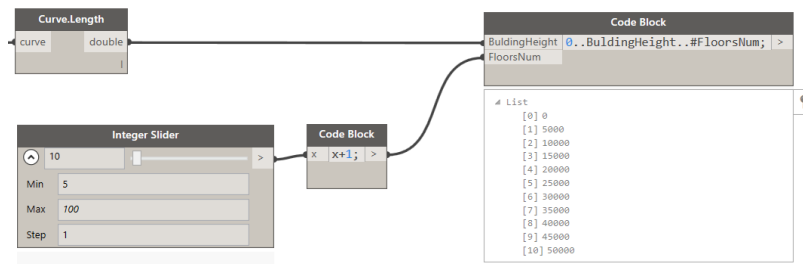 Curve.Length
curve double
l
Code Block
BuldingHeight 0..BuldingHeight..#FloorsNum; >
FloorsNum
List
[0] 0
[1] 5000
[2] 10000
[3] 15000
[4] 20000
[5] 25000
[6] 30000
[7] 35000
[8] 40000
[9] 45000
[10] 50000
Integer Slider
10 >
Min 5
Max 100
Step 1
Code Block
x x+1; >